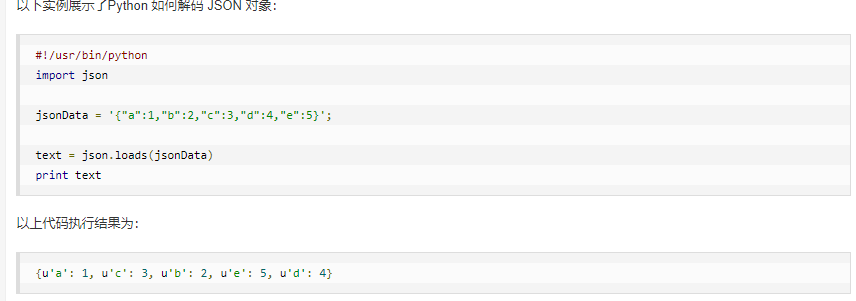 以下实例展示了Python 如何解码 JSON 对象：
#!/usr/bin/python
import json
jsonData = '{"a":1,"b":2,"c":3,"d":4,"e":5}';
text = json.loads(jsonData)
print text
以上代码执行结果为：
{u'a': 1, u'c': 3, u'b': 2, u'e': 5, u'd': 4}